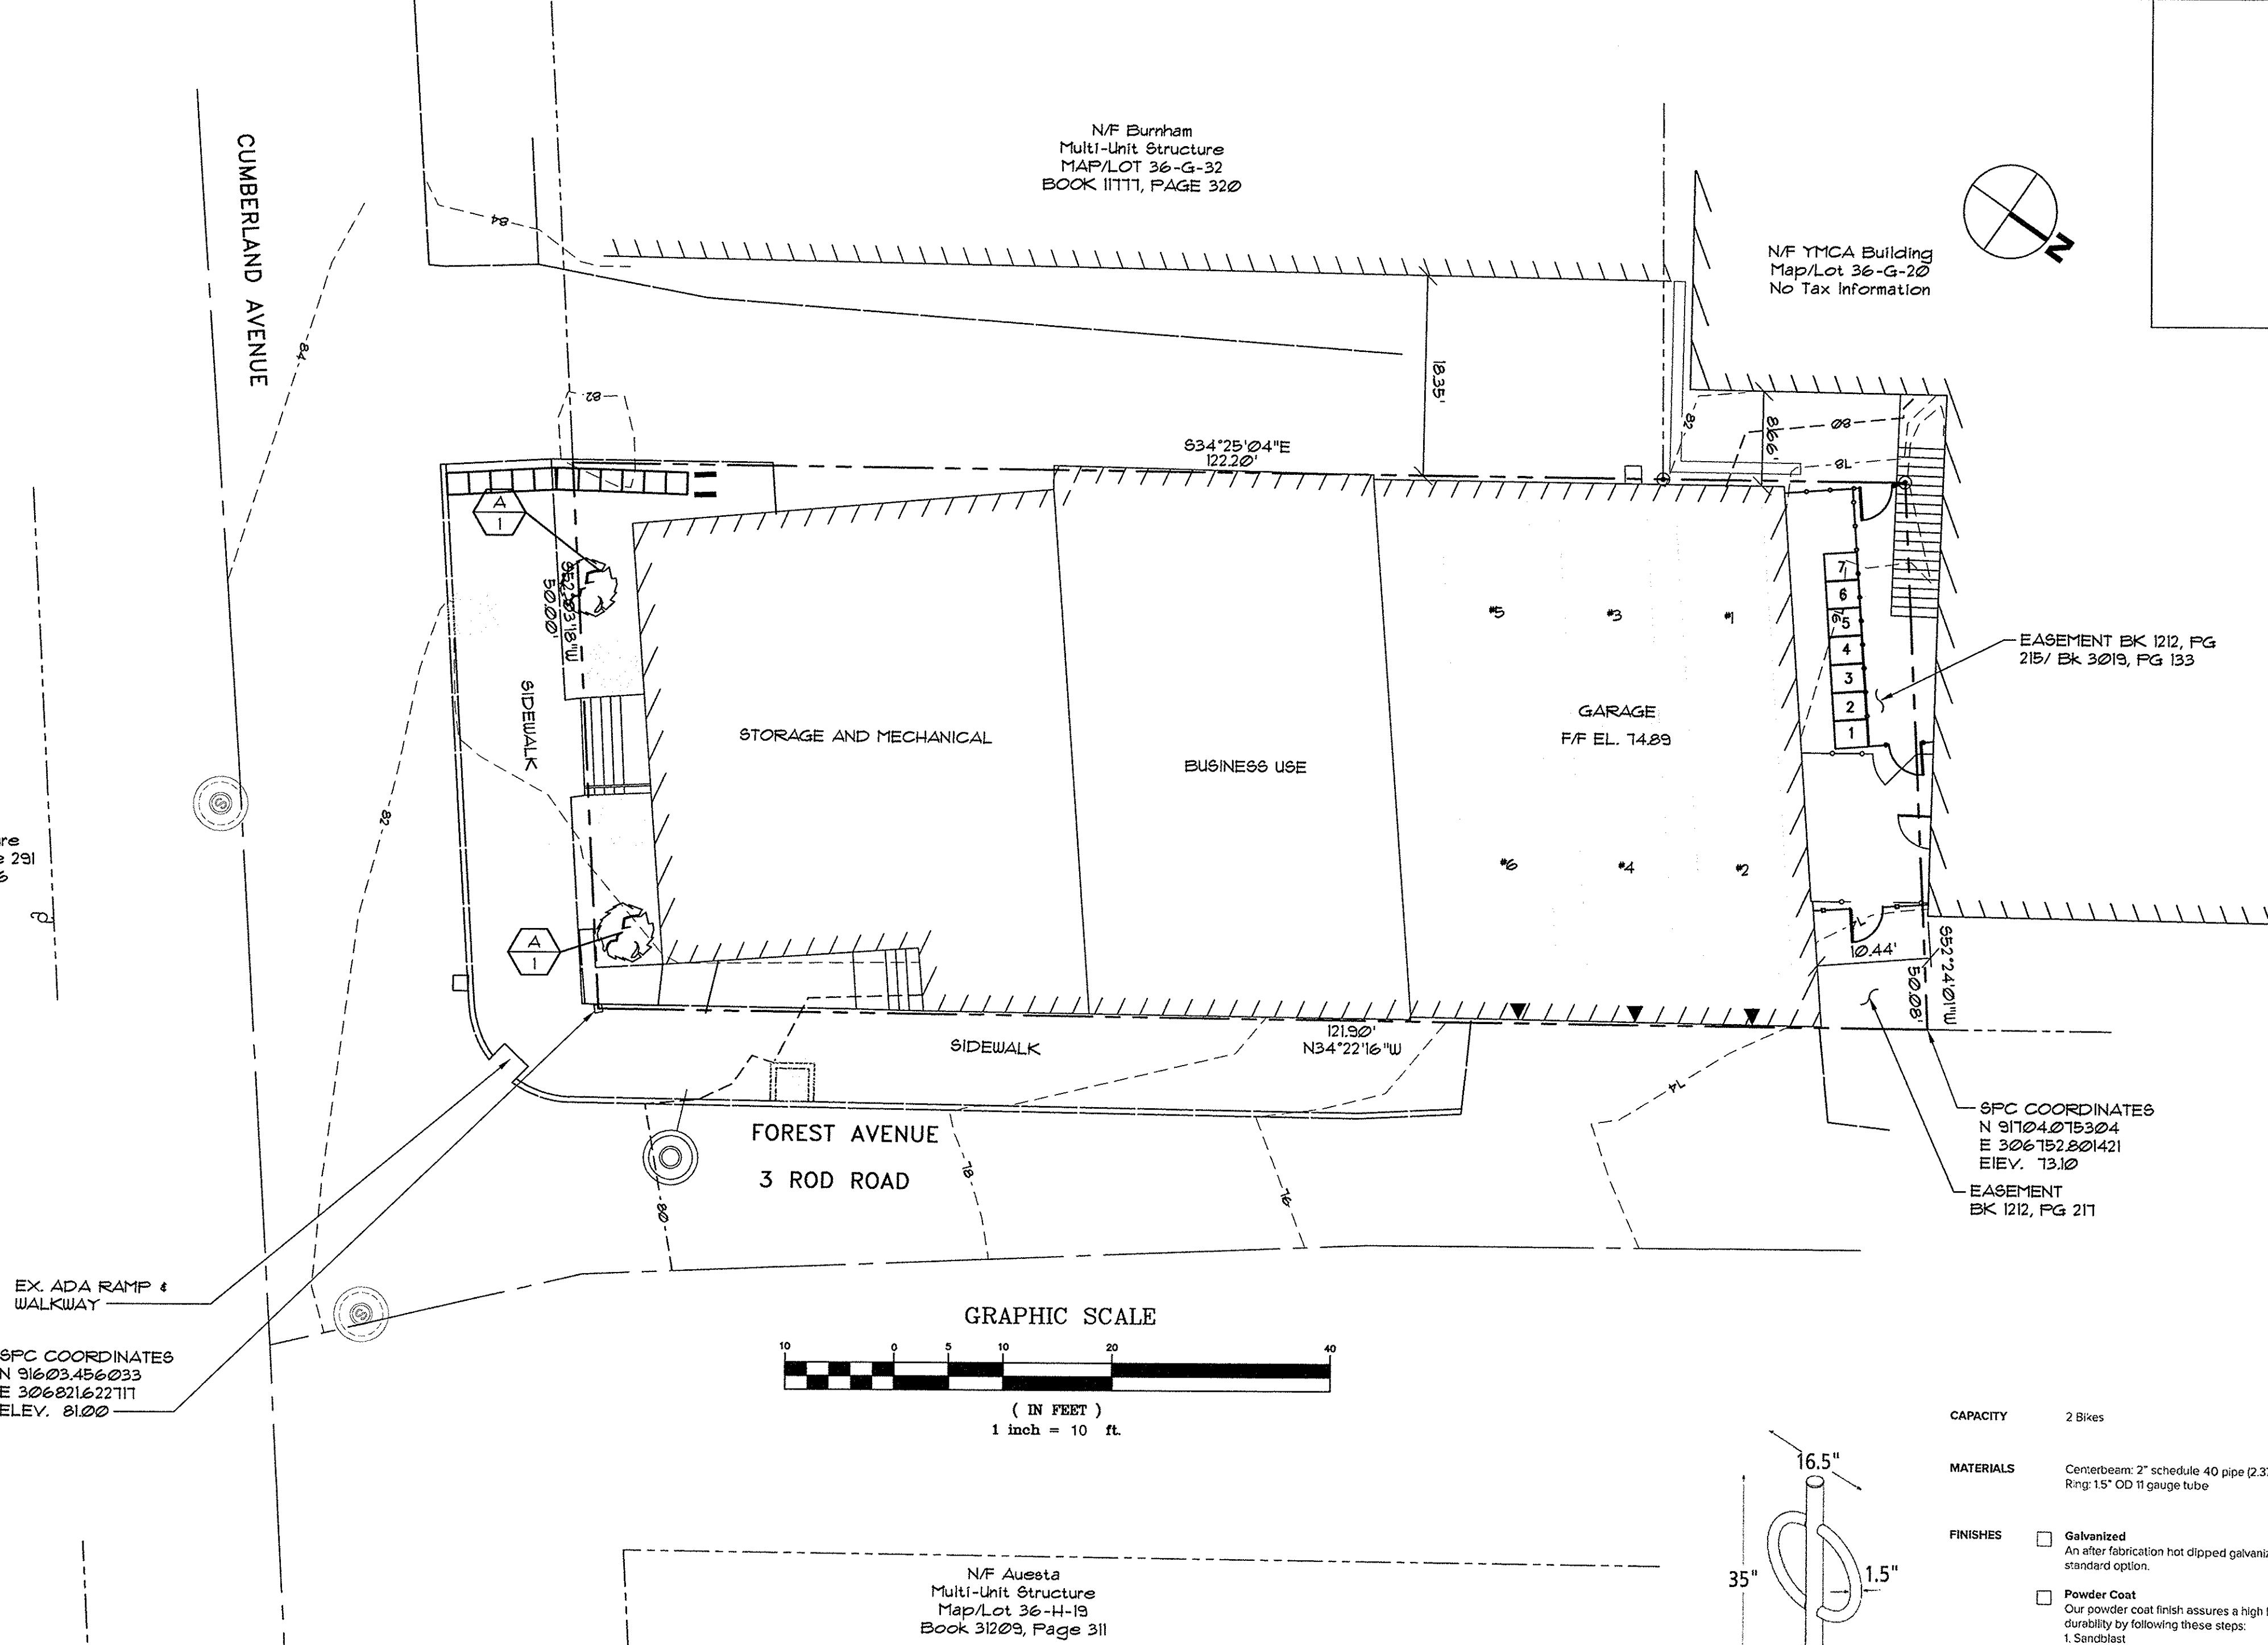 CUMBERLAND AVENUE
N/F Burnham
Multi-Unit Structure
MAP/LOT 36-G-32
BOOK 11777, PAGE 320
N
N/F YMCA Building
Map/Lot 36-G-20
No Tax Information
84
84
82
18.35'
82
8.66'
80
78
S34°25'04"E
122.20'
A
1
S52°03'18"W
50.00'
SIDEWALK
82
STORAGE AND MECHANICAL
BUSINESS USE
GARAGE
F/F EL. 74.89
#5
#3
#1
#6
#4
#2
7
6
5
76
4
3
2
1
EASEMENT BK 1212, PG
215/ Bk 3019, PG 133
e 291
A
1
10.44'
S52°24'01"W
50.08'
SIDEWALK
121.90'
N34°22'16"W
74
FOREST AVENUE
3 ROD ROAD
80
78
76
S
S
SPC COORDINATES
N 91704.075304
E 306752.801421
ElEV. 73.10
EASEMENT
BK 1212, PG 217
EX. ADA RAMP &
WALKWAY
SPC COORDINATES
N 91603.456033
E 306821.622717
ELEV. 81.00
GRAPHIC SCALE
10 0 5 10 20 40
( IN FEET )
1 inch = 10 ft.
N/F Auesta
Multi-Unit Structure
Map/Lot 36-H-19
Book 31209, Page 311
CAPACITY 2 Bikes
MATERIALS Centerbeam: 2" schedule 40 pipe (2.37
Ring: 1.5" OD 11 gauge tube
FINISHES Galvanized
An after fabrication hot dipped galvaniz
standard option.
Powder Coat
Our powder coat finish assures a high
durability by following these steps:
1. Sandblast
16.5"
35"
1.5"